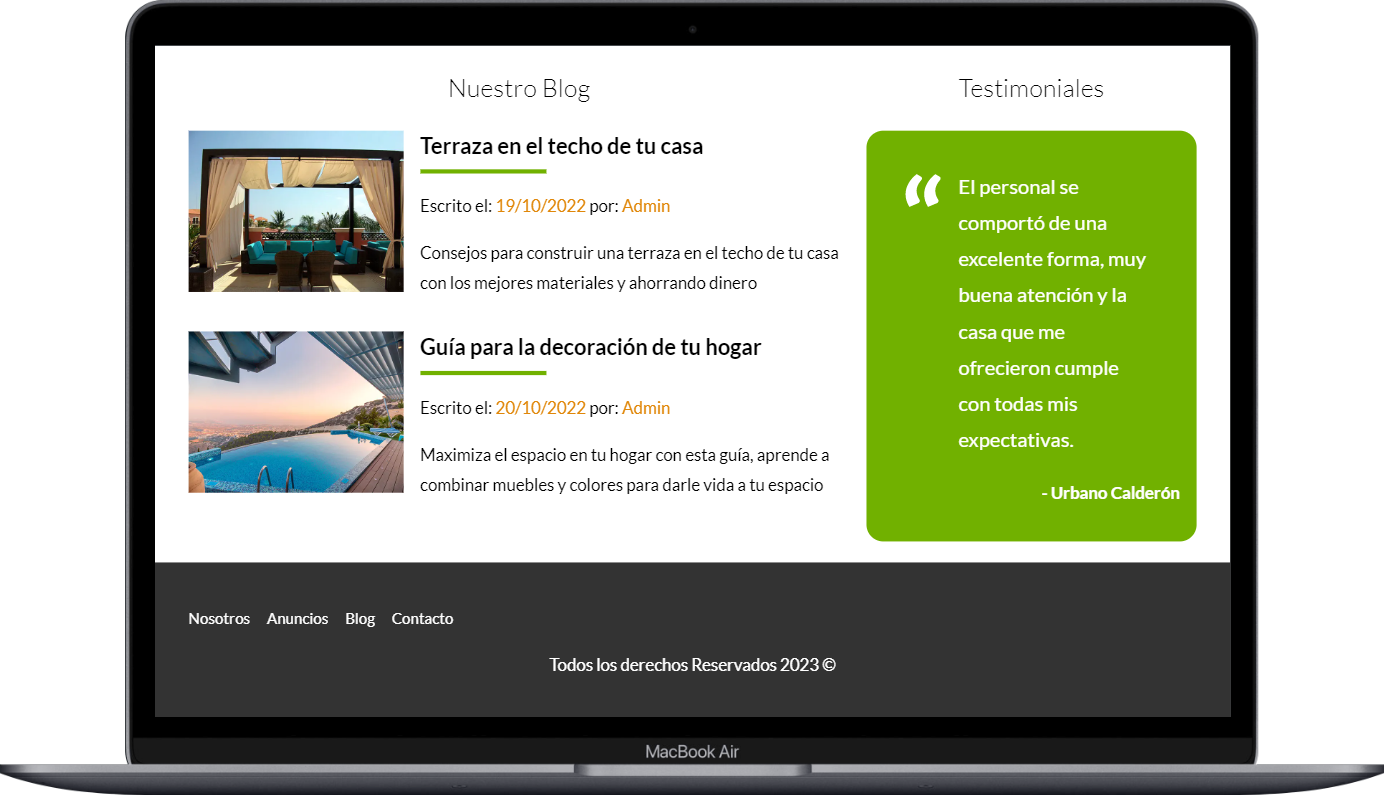 Nuestro Blog
Terraza en el techo de tu casa
Escrito el: 19/10/2022 por: Admin
Consejos para construir una terraza en el techo de tu casa
con los mejores materiales y ahorrando dinero
Guía para la decoración de tu hogar
Escrito el: 20/10/2022 por: Admin
Maximiza el espacio en tu hogar con esta guía, aprende a
combinar muebles y colores para darle vida a tu espacio
Testimoniales
“ El personal se
comportó de una
excelente forma, muy
buena atención y la
casa que me
ofrecieron cumple
con todas mis
expectativas.
- Urbano Calderón
Nosotros Anuncios Blog Contacto
Todos los derechos Reservados 2023 ©
MacBook Air